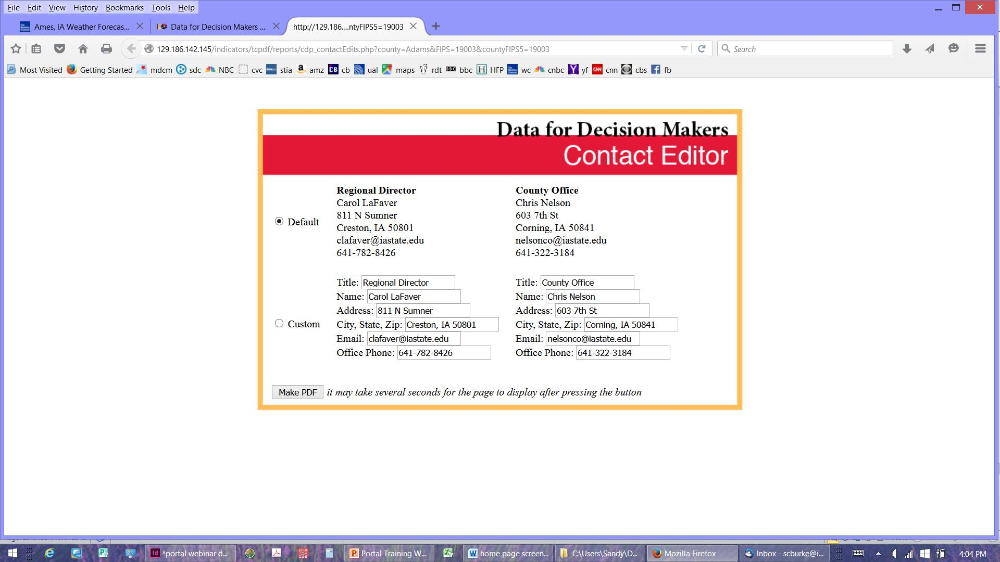 File Edit View History Bookmarks Tools Help
Ames, IA Weather Forecas... Data for Decision Makers ... http://129.186....ntyFIPS5=19003
129.186.142.145/indicators/tcpdf/reports/cdp_contactEdits.php?county=Adams&FIPS=19003&countyFIPS5=19003 Search
Most Visited Getting Started mdcm sdc NBC cvc stia amz cb ual maps rdt bbc HFP wc cnbc yf cnn cbs fb
Data for Decision Makers
Contact Editor
Default
Regional Director
Carol LaFaver
811 N Sumner
Creston, IA 50801
clafaver@iastate.edu
641-782-8426
County Office
Chris Nelson
603 7th St
Corning, IA 50841
nelsonco@iastate.edu
641-322-3184
Custom
Title: Regional Director
Name: Carol LaFaver
Address: 811 N Sumner
City, State, Zip: Creston, IA 50801
Email: clafaver@iastate.edu
Office Phone: 641-782-8426
Title: County Office
Name: Chris Nelson
Address: 603 7th St
City, State, Zip: Corning, IA 50841
Email: nelsonco@iastate.edu
Office Phone: 641-322-3184
Make PDF it may take several seconds for the page to display after pressing the button
*portal webinar d... Portal Training W... home page screen... C:\Users\Sandy\D... Mozilla Firefox Inbox - scburke@i... 4:04 PM